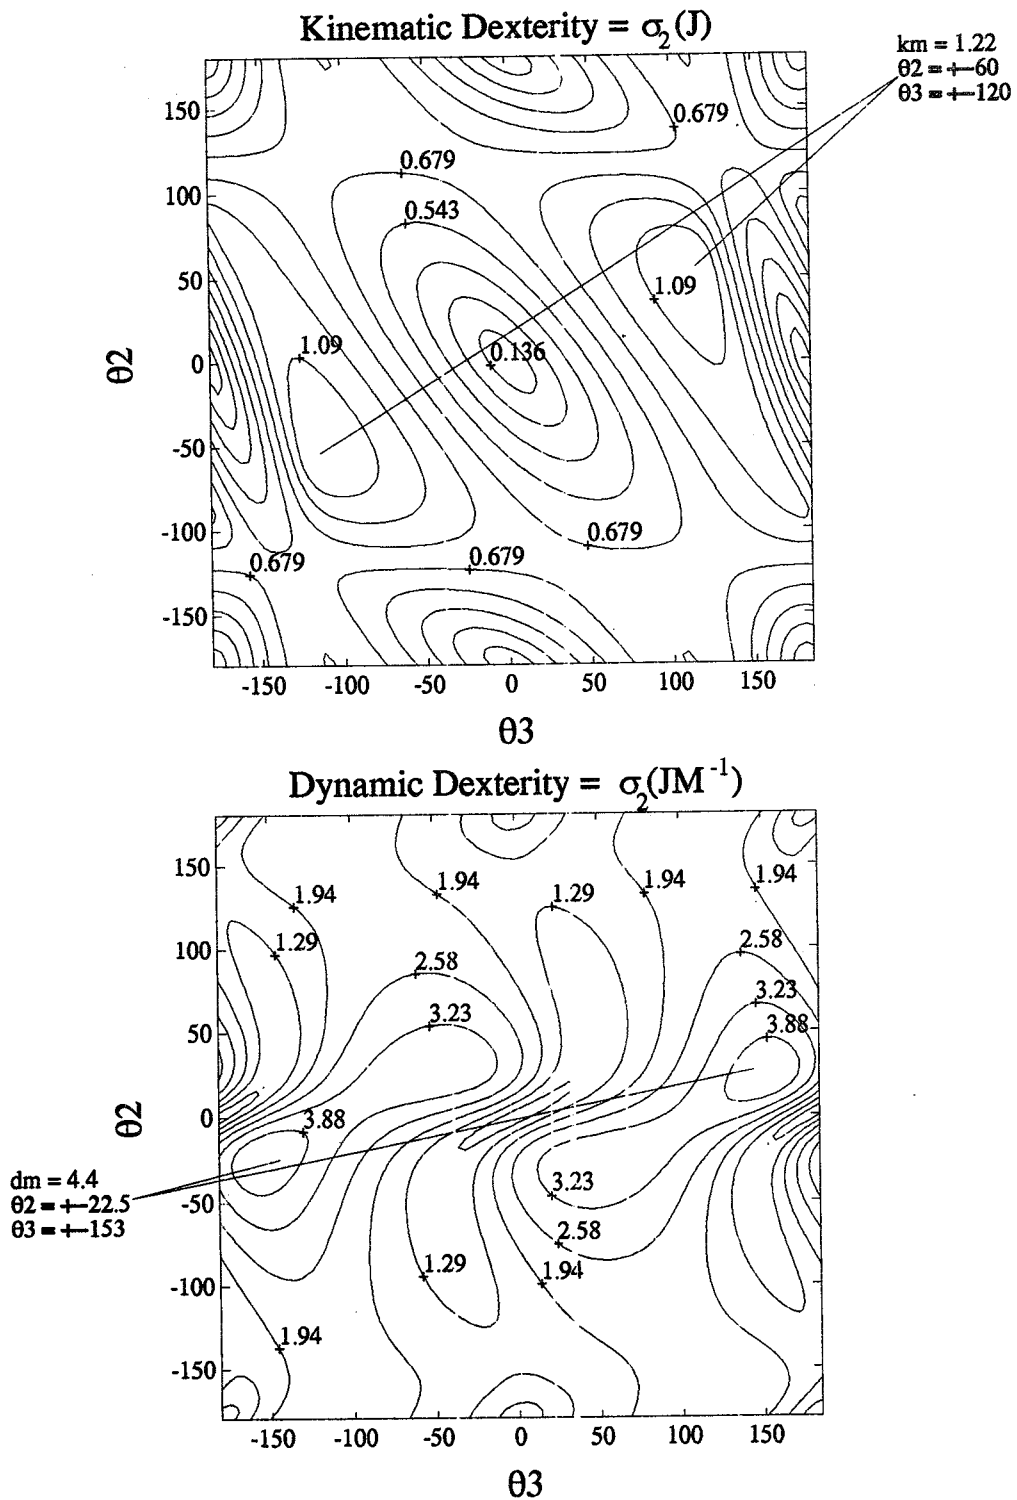 Kinematic Dexterity = σ2(J)
km = 1.22
θ2 = +-60
θ3 = +-120
150
100
50
0
-50
-100
-150
θ2
0.679
0.679
0.543
1.09
1.09
0.136
0.679
0.679
0.679
-150 -100 -50 0 50 100 150
θ3
Dynamic Dexterity = σ2(JM-1)
150
100
50
0
-50
-100
-150
θ2
1.94
1.94
1.29
1.94
1.94
1.29
2.58
2.58
3.23
3.23
3.88
3.88
dm = 4.4
θ2 = +-22.5
θ3 = +-153
3.23
2.58
1.29
1.94
1.94
-150 -100 -50 0 50 100 150
θ3